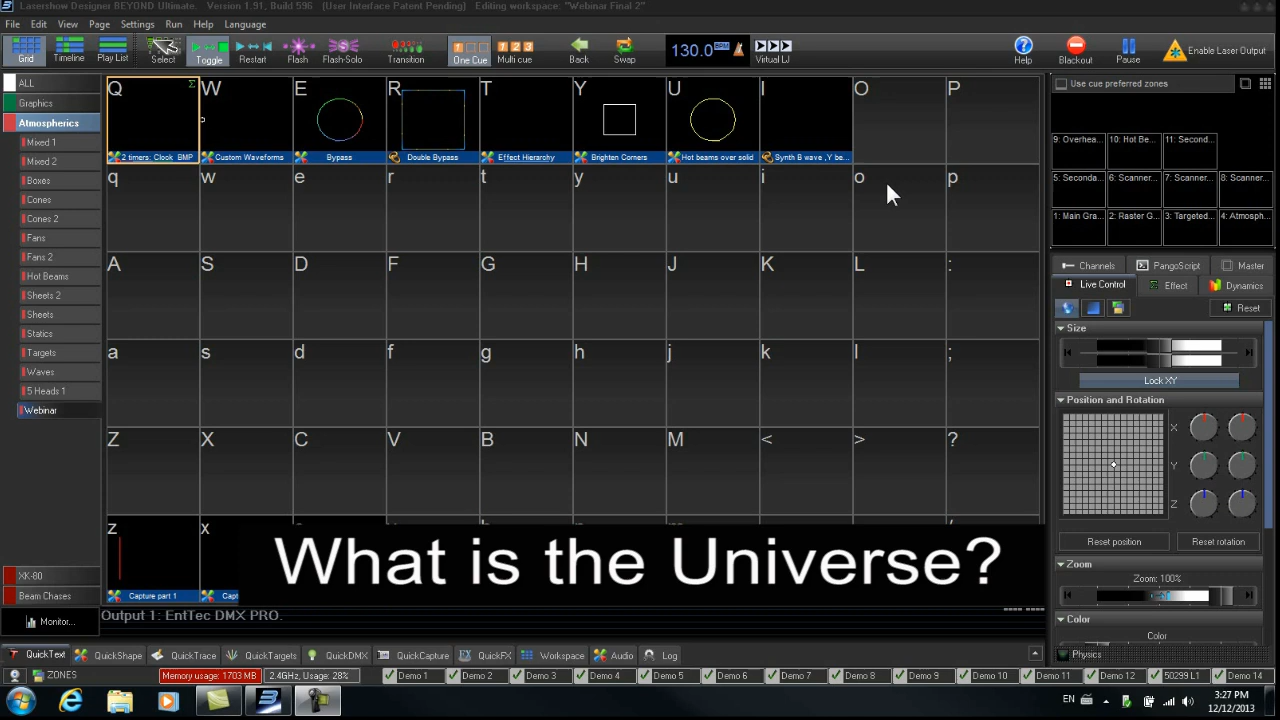 Lasershow Designer BEYOND Ultimate. Version 1.91, Build 596 (User Interface Patent Pending) Editing workspace: "Webinar Final 2"
File Edit View Page Settings Run Help Language
Grid Timeline Play List Select Toggle Restart Flash Flash-Solo Transition One Cue Multi cue Back Swap 130.0 BPM Virtual LJ Help Blackout Pause Enable Laser Output
ALL
Graphics
Atmospherics
Mixed 1
Mixed 2
Boxes
Cones
Cones 2
Fans
Fans 2
Hot Beams
Sheets 2
Sheets
Statics
Targets
Waves
5 Heads 1
Webinar
XK-80
Beam Chases
Monitor...
Q W E R T Y U I O P
2 timers: Clock BMP Custom Waveforms Bypass Double Bypass Effect Hierarchy Brighten Corners Hot beams over solid Synth B wave ,Y be...
q w e r t y u i o p
A S D F G H J K L :
a s d f g h j k l ;
Z X C V B N M < > ?
z x
What is the Universe?
Capture part 1 Capt
Output 1: EntTec DMX PRO.
Use cue preferred zones
9: Overhea... 10: Hot Be... 11: Second...
5: Seconda... 6: Scanner... 7: Scanner... 8: Scanner...
1: Main Gra... 2: Raster G... 3: Targeted... 4: Atmosph...
Channels PangoScript Master
Live Control Effect Dynamics
Reset
Size
Lock XY
Position and Rotation
X
Y
Z
Reset position Reset rotation
Zoom
Zoom: 100%
Color
Color
Physics
QuickText QuickShape QuickTrace QuickTargets QuickDMX QuickCapture QuickFX Workspace Audio Log
ZONES Memory usage: 1703 MB 2.4GHz, Usage: 28% Demo 1 Demo 2 Demo 3 Demo 4 Demo 5 Demo 6 Demo 7 Demo 8 Demo 9 Demo 10 Demo 11 Demo 12 50299 L1 Demo 14
EN 3:27 PM
12/12/2013